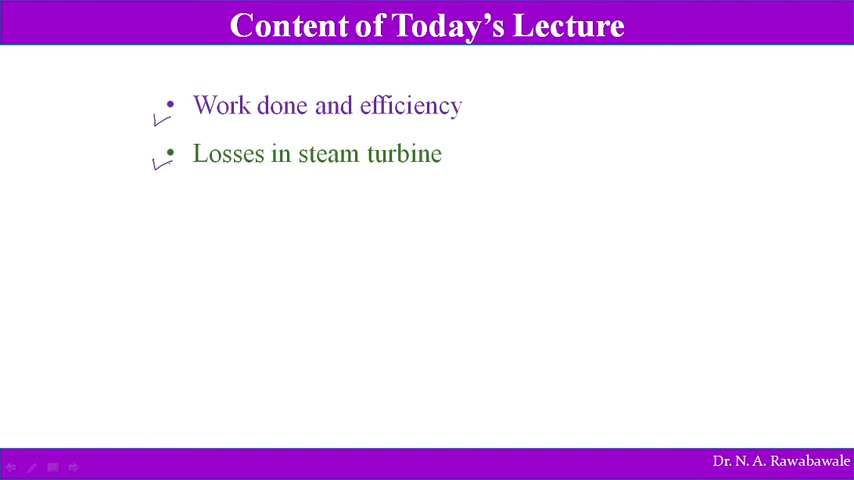 Content of Today's Lecture
• Work done and efficiency
• Losses in steam turbine
Dr. N. A. Rawabawale